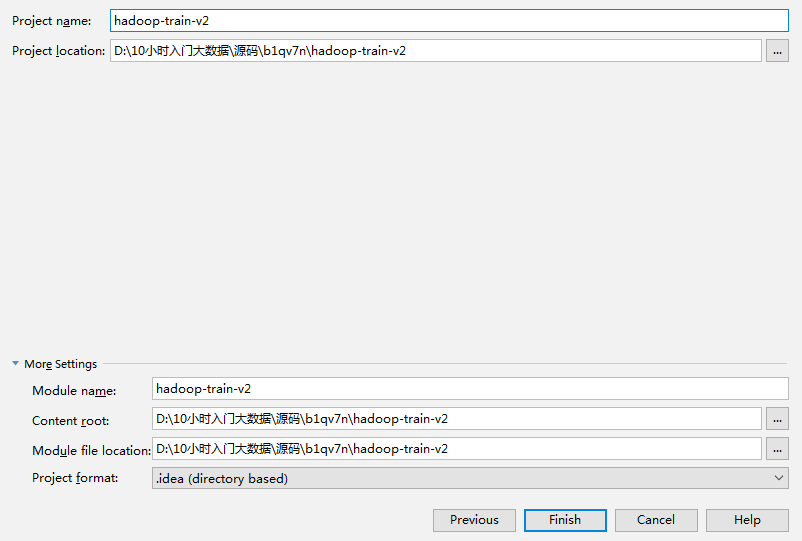 Project name: hadoop-train-v2
Project location: D:\10小时入门大数据\源码\b1qv7n\hadoop-train-v2 ...
More Settings
Module name: hadoop-train-v2
Content root: D:\10小时入门大数据\源码\b1qv7n\hadoop-train-v2 ...
Module file location: D:\10小时入门大数据\源码\b1qv7n\hadoop-train-v2 ...
Project format: .idea (directory based)
Previous Finish Cancel Help